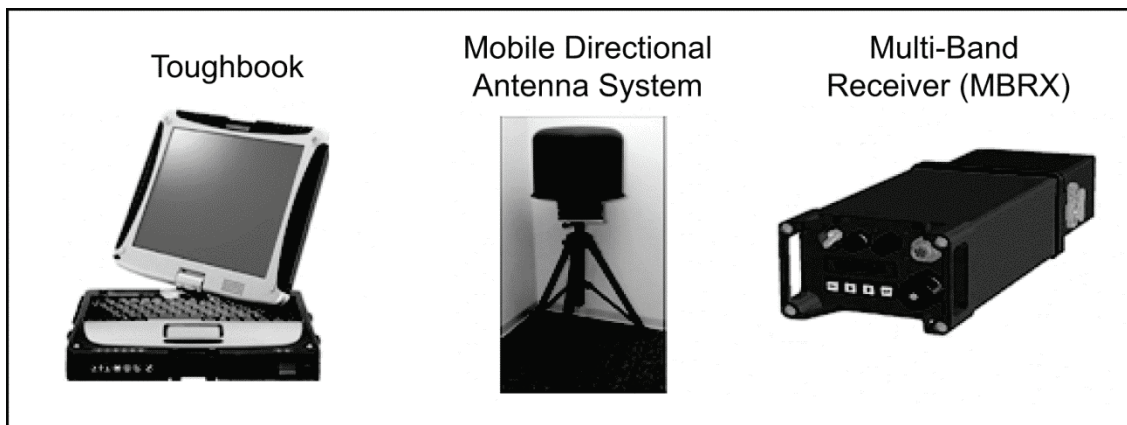 Toughbook
Mobile Directional
Antenna System
Multi-Band
Receiver (MBRX)